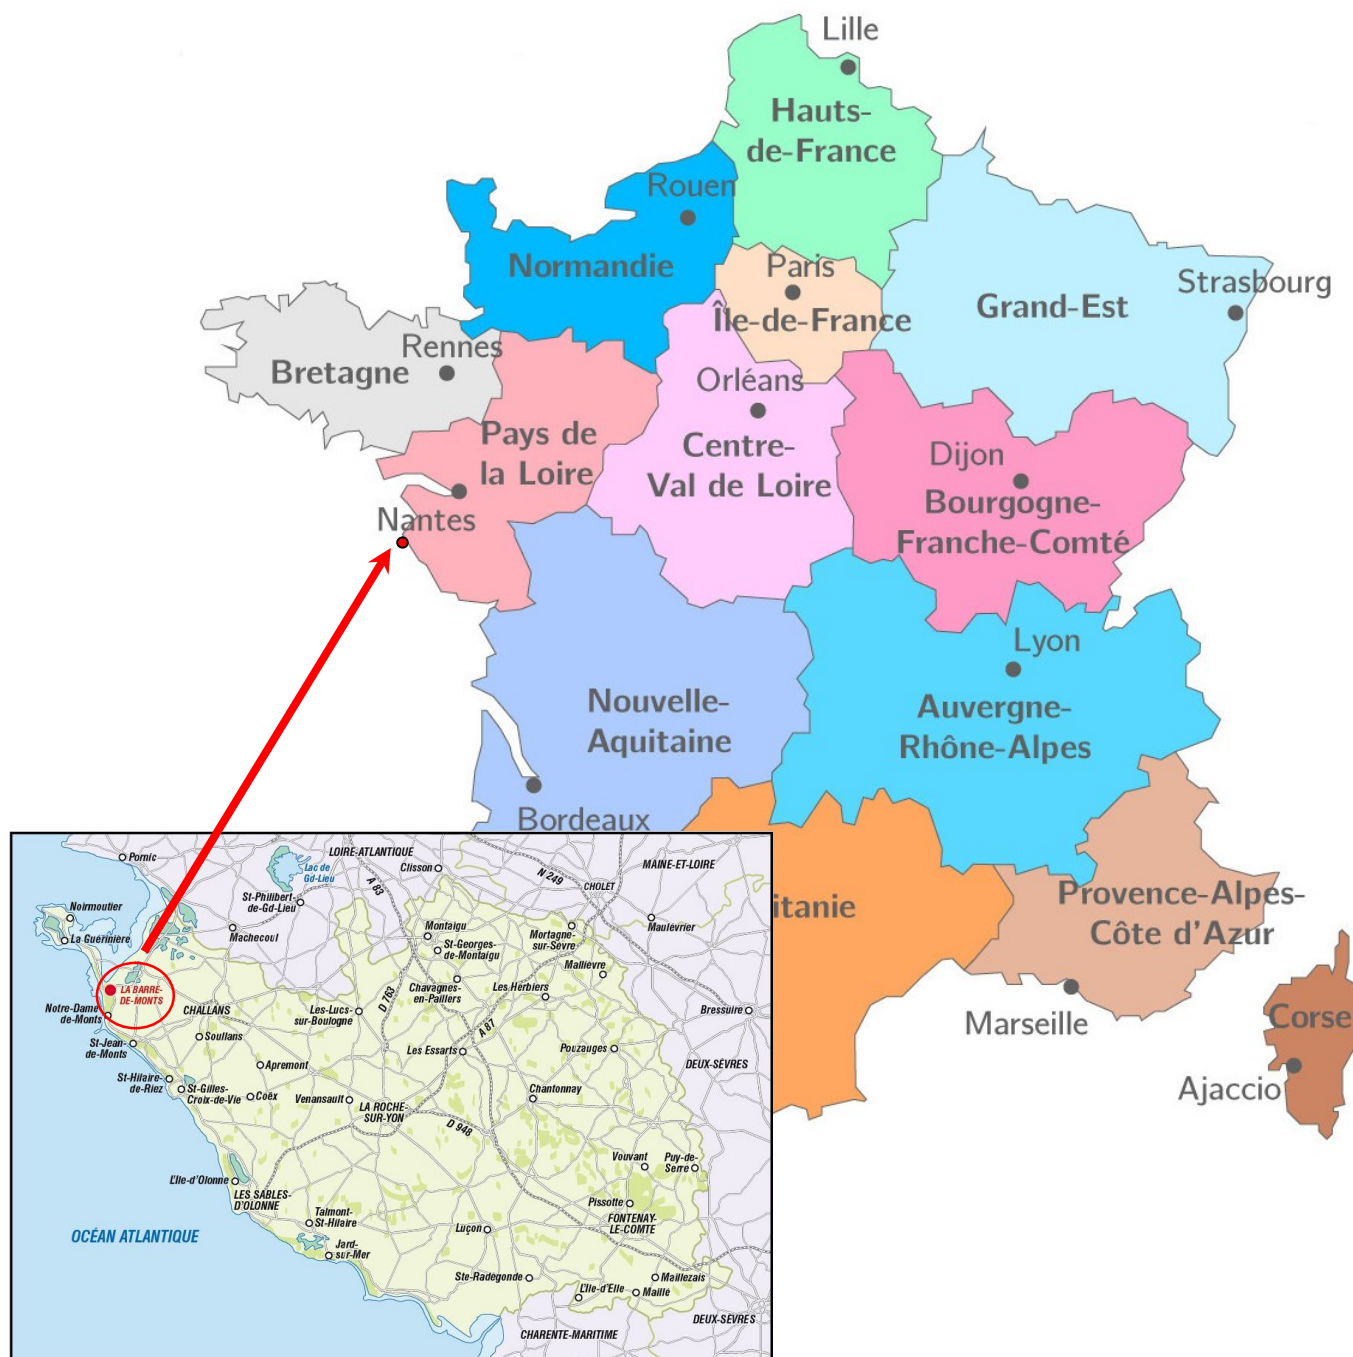 Lille
Hauts-
de-France
Rouen
Normandie
Paris
Île-de-France
Grand-Est
Strasbourg
Rennes
Bretagne
Orléans
Pays de
la Loire
Centre-
Val de Loire
Dijon
Bourgogne-
Franche-Comté
Nantes
Lyon
Nouvelle-
Aquitaine
Auvergne-
Rhône-Alpes
Bordeaux
itanie
Provence-Alpes-
Côte d'Azur
Marseille
Corse
Ajaccio
Pornic
LOIRE-ATLANTIQUE
Clisson
MAINE-ET-LOIRE
Lac de
Gd-Lieu
A 83
N 249
CHOLET
St-Philibert-
de-Gd-Lieu
Noirmoutier
La Guérinière
Machecoul
Montaigu
St-Georges-
de-Montaigu
Mortagne-
sur-Sèvre
Maulévrier
Mallièvre
LA BARRE-
DE-MONTS
Notre-Dame-
de-Monts
CHALLANS
Les-Lucs-
sur-Boulogne
D 763
Chavagnes-
en-Paillers
Les Herbiers
A 87
Bressuire
St-Jean-
de-Monts
Soullans
Apremont
Les Essarts
Pouzauges
DEUX-SÈVRES
St-Hilaire-
de-Riez
St-Gilles-
Croix-de-Vie
Coëx
Venansault
LA ROCHE-
SUR-YON
Chantonnay
D 948
Vouvant
Puy-de-
Serre
L'Ile-d'Olonne
LES SABLES-
D'OLONNE
Talmont-
St-Hilaire
Pissotte
FONTENAY-
LE-COMTE
Luçon
OCÉAN ATLANTIQUE
Jard-
sur-Mer
Ste-Radégonde
Maillezais
L'Ile-d'Elle
Maillé
DEUX-SÈVRES
CHARENTE-MARITIME